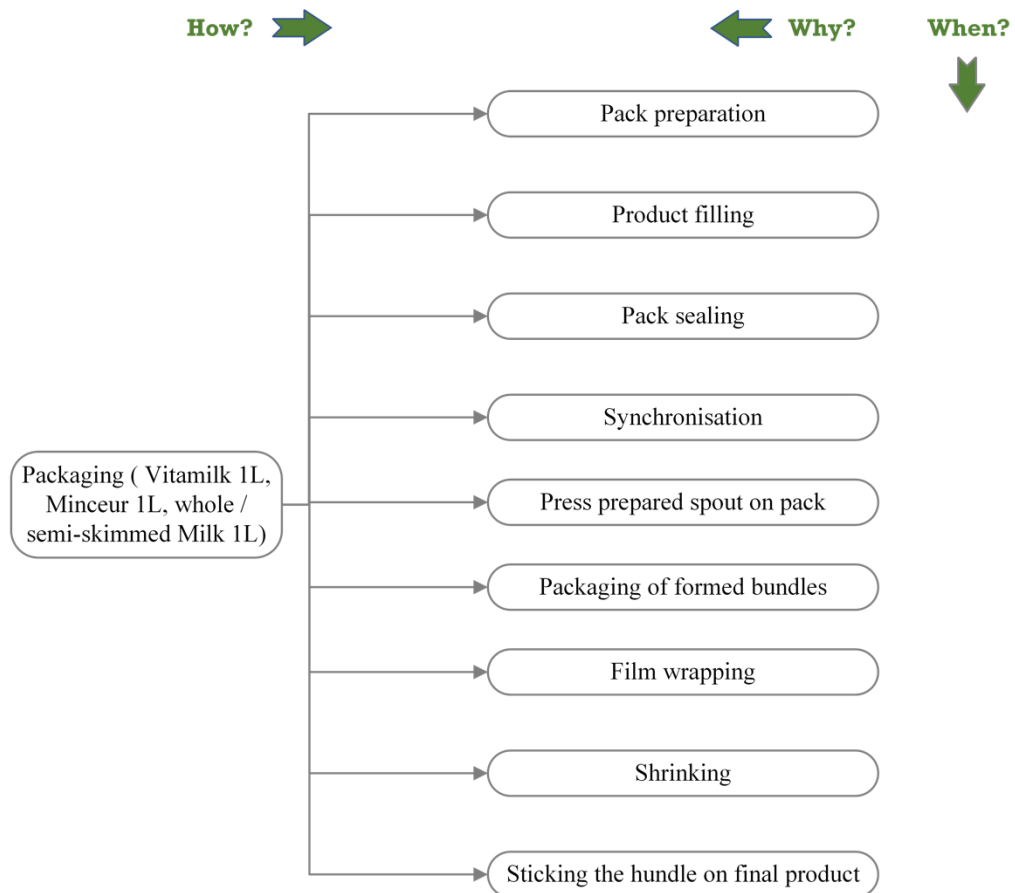 How?
Why?
When?
Pack preparation
Product filling
Pack sealing
Synchronisation
Packaging ( Vitamilk 1L,
Minceur 1L, whole /
semi-skimmed Milk 1L)
Press prepared spout on pack
Packaging of formed bundles
Film wrapping
Shrinking
Sticking the hundle on final product